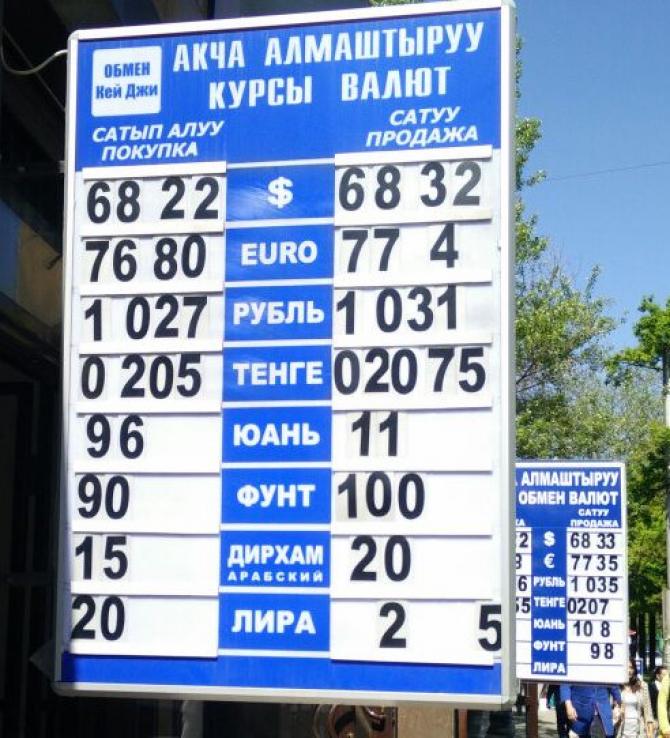 ОБМЕН
Кей Джи
АКЧА АЛМАШТЫРУУ
КУРСЫ ВАЛЮТ
САТЫП АЛУУ
ПОКУПКА
САТУУ
ПРОДАЖА
68 22 $ 68 32
76 80 EURO 77 4
1 027 РУБЛЬ 1 031
0 205 ТЕНГЕ 020 75
96 ЮАНЬ 11
90 ФУНТ 100
15 ДИРХАМ АРАБСКИЙ 20
20 ЛИРА 2 5
АЛМАШТЫРУУ
ОБМЕН ВАЛЮТ
САТУУ
ПРОДАЖА
2 $ 68 33
€ 77 35
6 РУБЛЬ 1 035
55 ТЕНГЕ 0207
ЮАНЬ 10 8
ФУНТ 98
ЛИРА